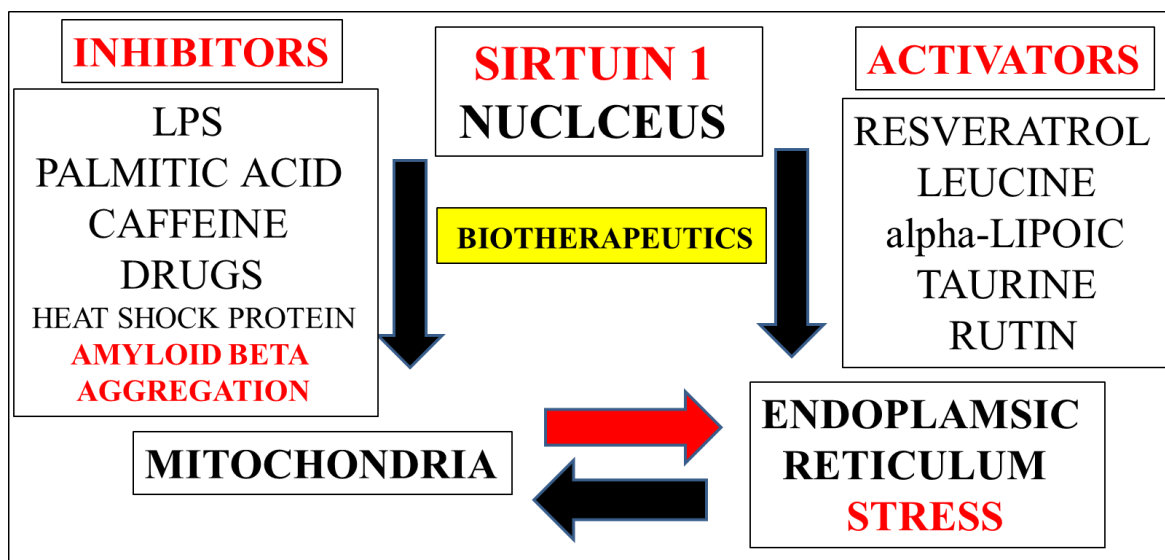 INHIBITORS
LPS
PALMITIC ACID
CAFFEINE
DRUGS
HEAT SHOCK PROTEIN
AMYLOID BETA
AGGREGATION
SIRTUIN 1
NUCLCEUS
BIOTHERAPEUTICS
ACTIVATORS
RESVERATROL
LEUCINE
alpha-LIPOIC
TAURINE
RUTIN
MITOCHONDRIA
ENDOPLAMSIC
RETICULUM
STRESS